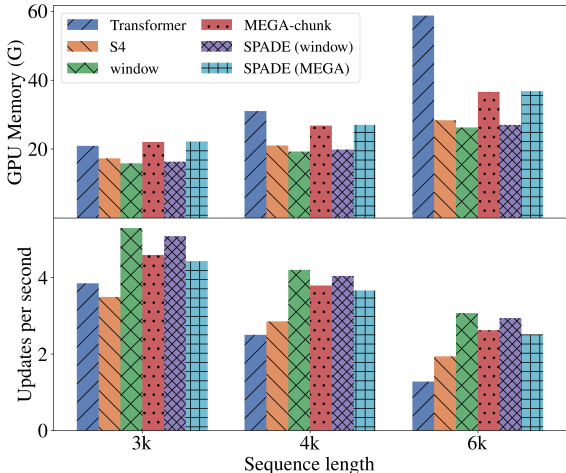 60
40
20
GPU Memory (G)
Transformer
S4
window
MEGA-chunk
SPADE (window)
SPADE (MEGA)
4
2
0
Updates per second
3k 4k 6k
Sequence length